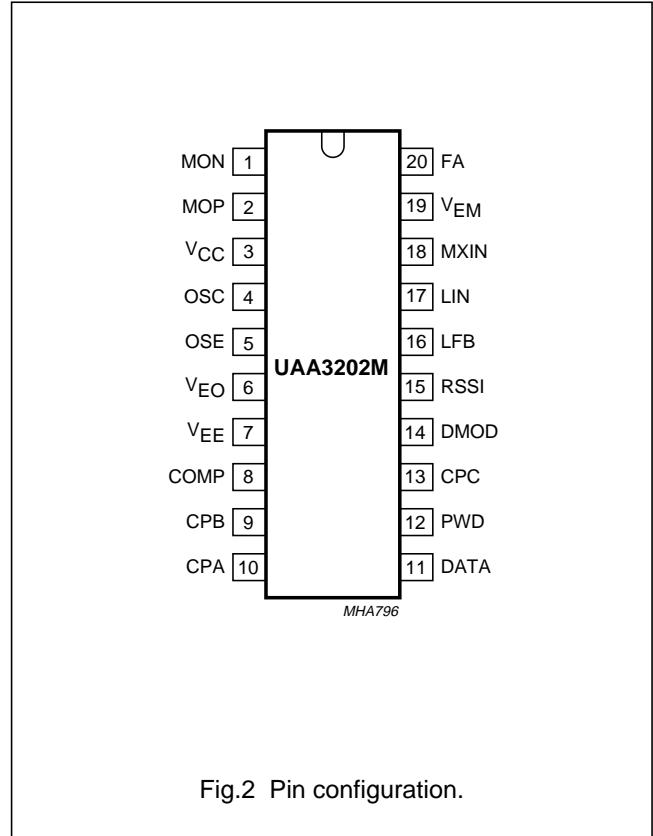 MON 1 20 FA
MOP 2 19 VEM
VCC 3 18 MXIN
OSC 4 17 LIN
OSE 5 16 LFB
UAA3202M
VEO 6 15 RSSI
VEE 7 14 DMOD
COMP 8 13 CPC
CPB 9 12 PWD
CPA 10 11 DATA
MHA796
Fig.2 Pin configuration.